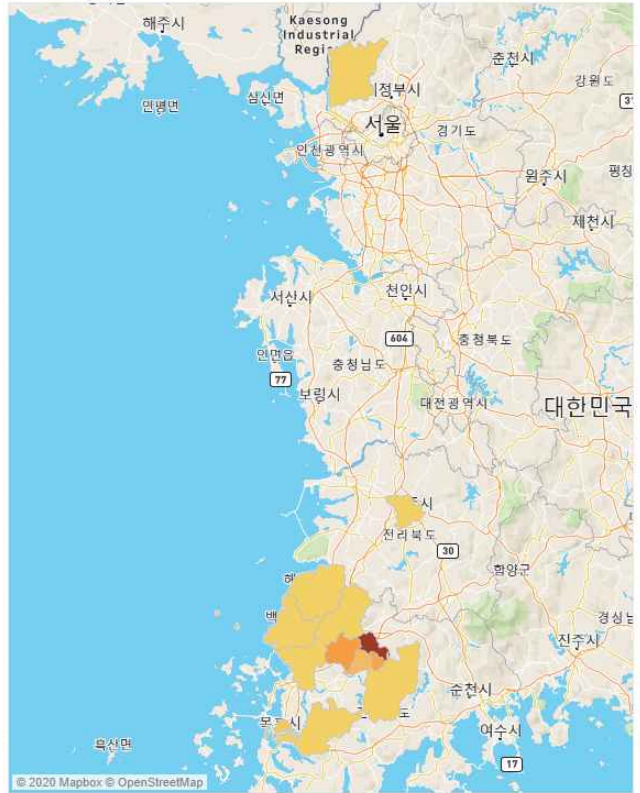 해주시
Kaesong
Industrial
Region
춘천시
강원도
연평면
삼산면
의정부시
서울
경기도
인천광역시
원주시
평창
제천시
서산시
천안시
604
충청북도
안면읍
충청남도
77
보령시
대전광역시
대한민국
시
전라북도
30
함양군
경상남
진주시
순천시
여수시
도
흑산면
17
© 2020 Mapbox © OpenStreetMap